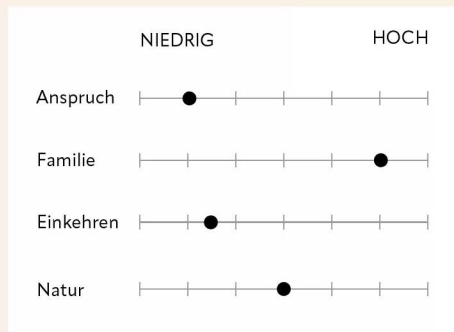 NIEDRIG HOCH
Anspruch
Familie
Einkehren
Natur